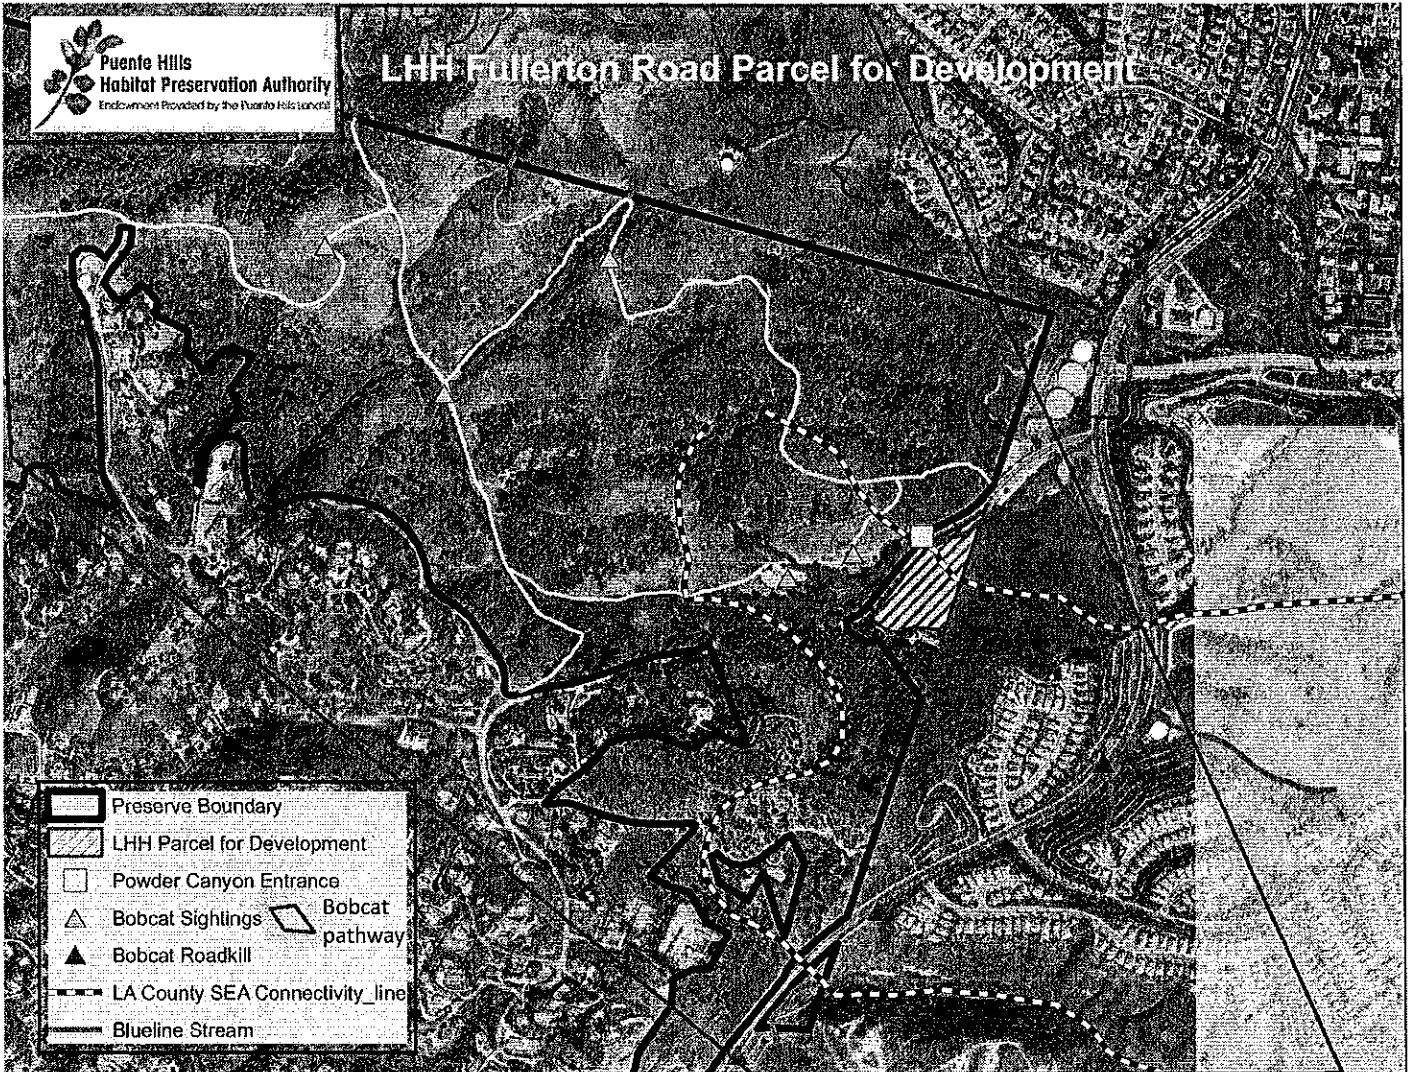 Puente Hills
Habitat Preservation Authority
Endowment Provided by the Puente Hills Landfill
LHH Fullerton Road Parcel for Development
Preserve Boundary
LHH Parcel for Development
Powder Canyon Entrance
Bobcat Sightings
Bobcat
pathway
Bobcat Roadkill
LA County SEA Connectivity_line
Blueline Stream